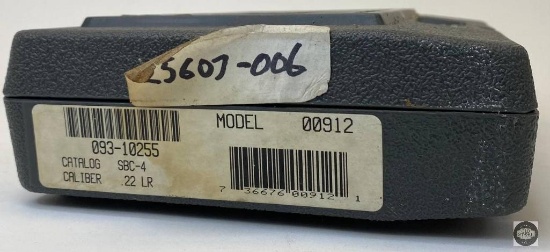 25607-006
MODEL 00912
093-10255
CATALOG SBC-4
CALIBER .22 LR
7 36676 00912 1